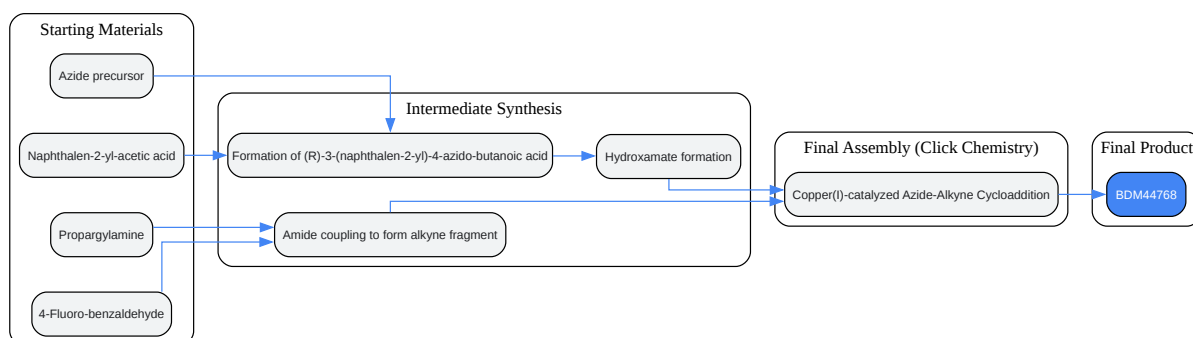 Starting Materials
Azide precursor
Naphthalen-2-yl-acetic acid
Propargylamine
4-Fluoro-benzaldehyde
Intermediate Synthesis
Formation of (R)-3-(naphthalen-2-yl)-4-azido-butanoic acid
Hydroxamate formation
Amide coupling to form alkyne fragment
Final Assembly (Click Chemistry)
Copper(I)-catalyzed Azide-Alkyne Cycloaddition
Final Product
BDM44768